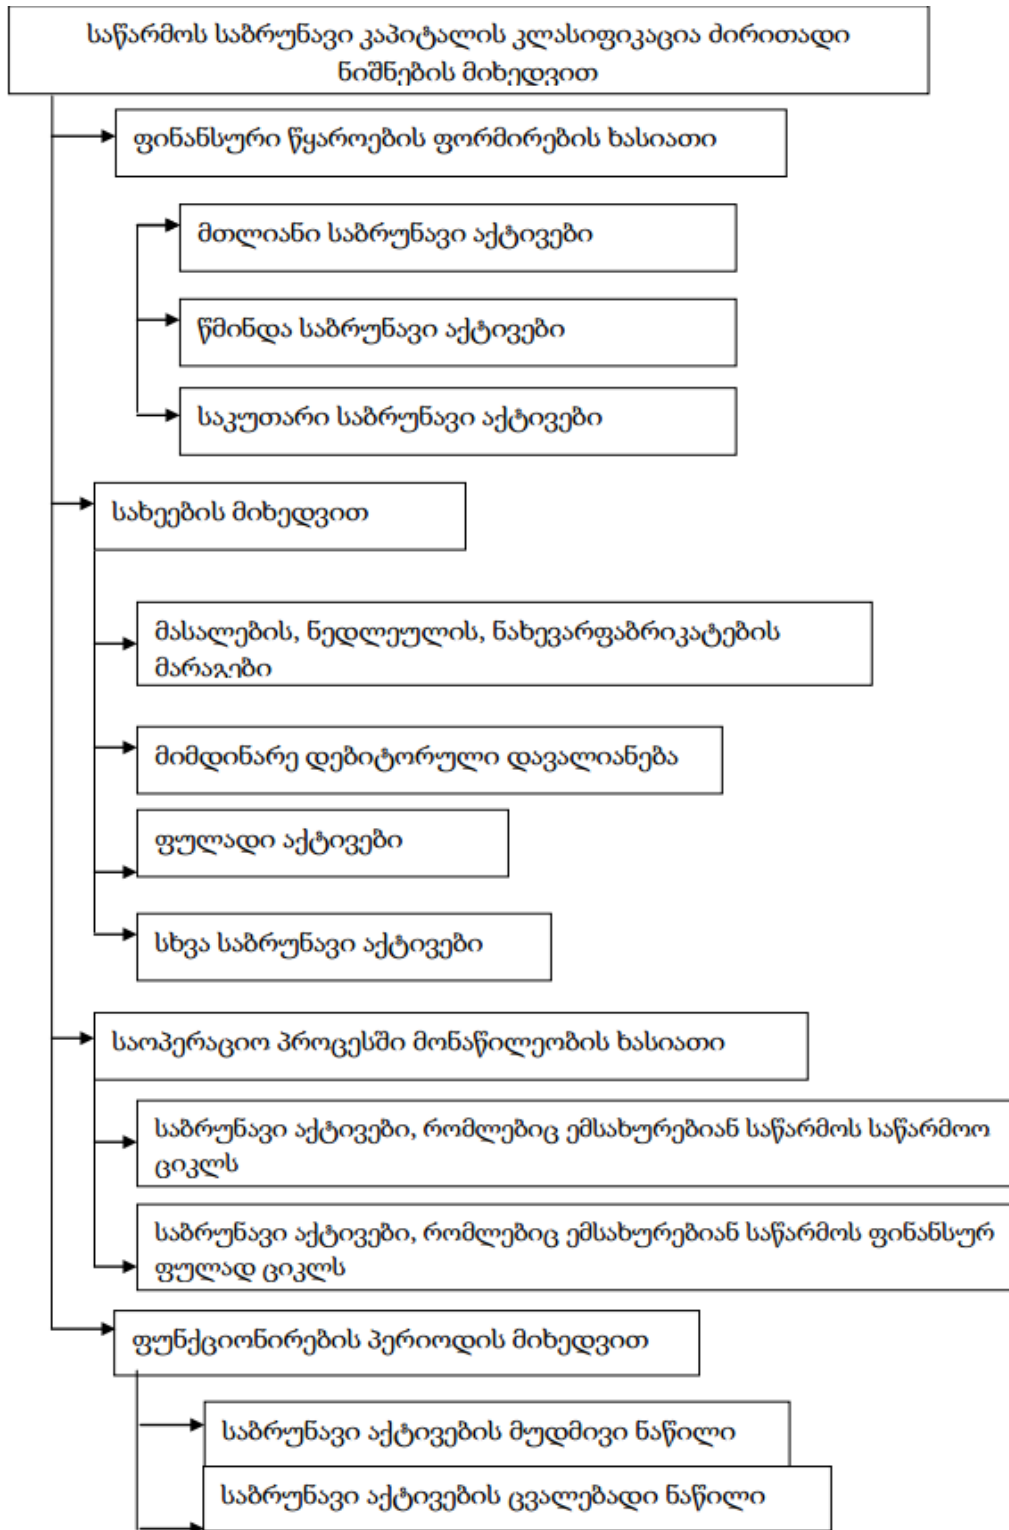 საწარმოს საბრუნავი კაპიტალის კლასიფიკაცია ძირითადი
ნიშნების მიხედვით
ფინანსური წყაროების ფორმირების ხასიათი
მთლიანი საბრუნავი აქტივები
წმინდა საბრუნავი აქტივები
საკუთარი საბრუნავი აქტივები
სახეების მიხედვით
მასალების, ნედლეულის, ნახევარფაბრიკატების
მარაგები
მიმდინარე დებიტორული დავალიანება
ფულადი აქტივები
სხვა საბრუნავი აქტივები
საოპერაციო პროცესში მონაწილეობის ხასიათი
საბრუნავი აქტივები, რომლებიც ემსახურებიან საწარმოს საწარმოო
ციკლს
საბრუნავი აქტივები, რომლებიც ემსახურებიან საწარმოს ფინანსურ
ფულად ციკლს
ფუნქციონირების პერიოდის მიხედვით
საბრუნავი აქტივების მუდმივი ნაწილი
საბრუნავი აქტივების ცვალებადი ნაწილი